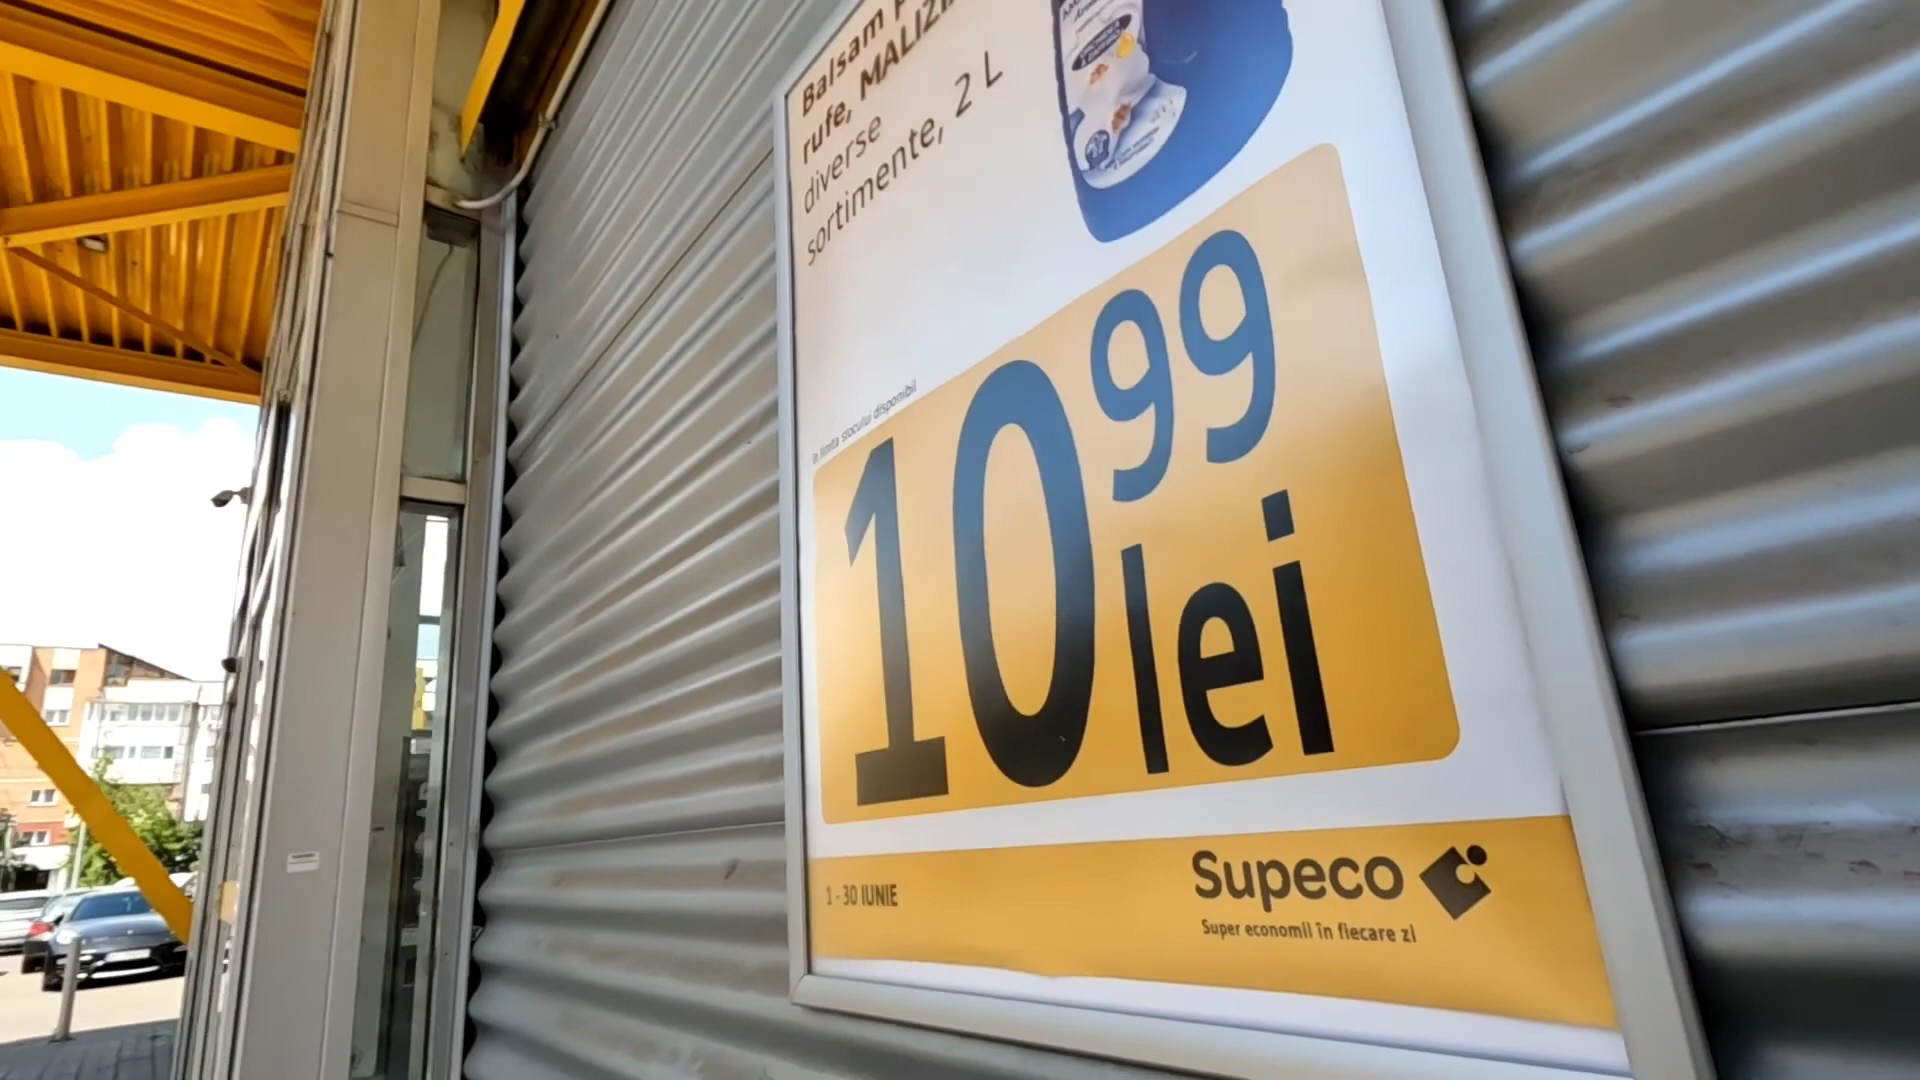 Balsam
rufe,
diverse
sortimente, 2 L
în limita stocului disponibil
10 99
lei
1 - 30 IUNIE
Supeco
Super economii în fiecare zi